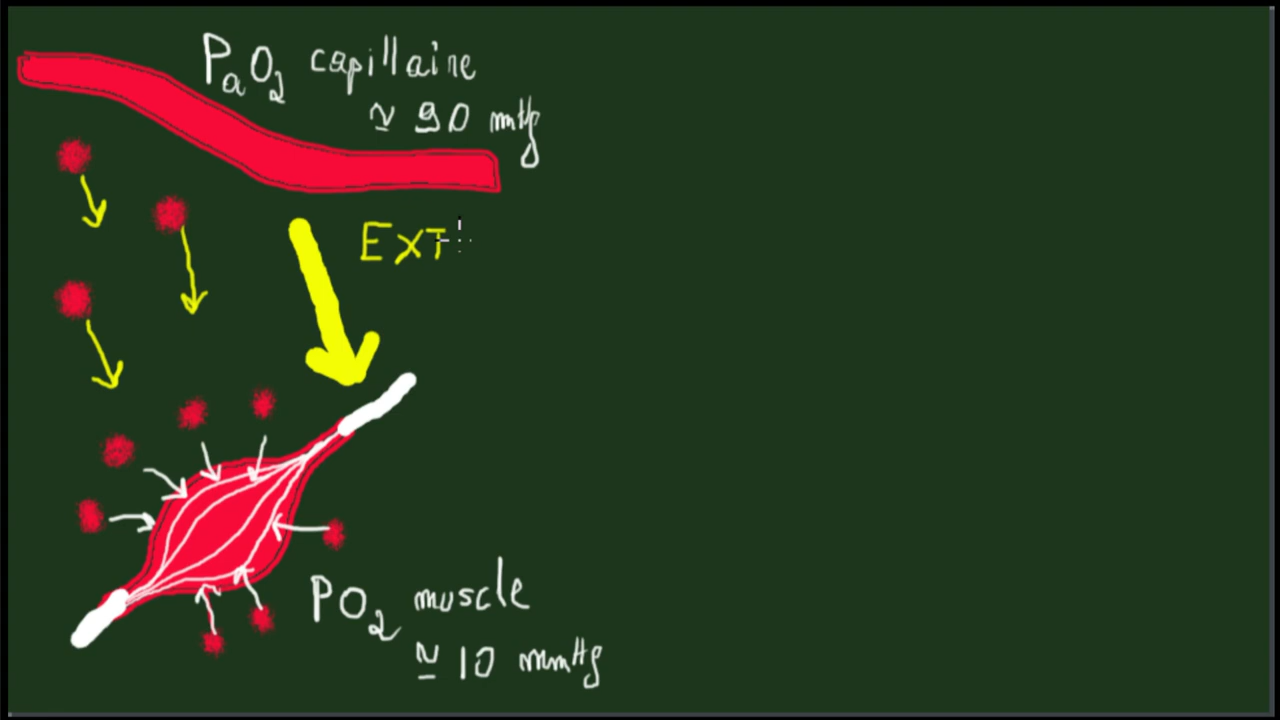 PaO₂ capillaire
≃ 90 mmHg
EXT
PO₂ muscle
≃ 10 mmHg